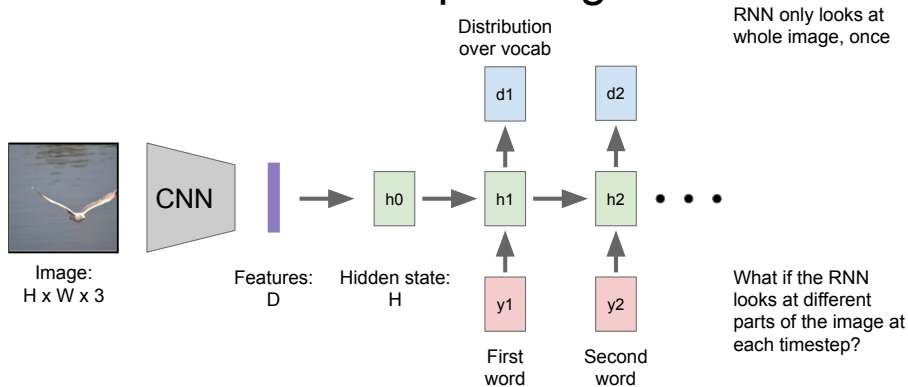 RNN only looks at
whole image, once
Distribution
over vocab
d1
d2
CNN
h0
h1
h2
• • •
Image:
H x W x 3
Features:
D
Hidden state:
H
y1
y2
First
word
Second
word
What if the RNN
looks at different
parts of the image at
each timestep?